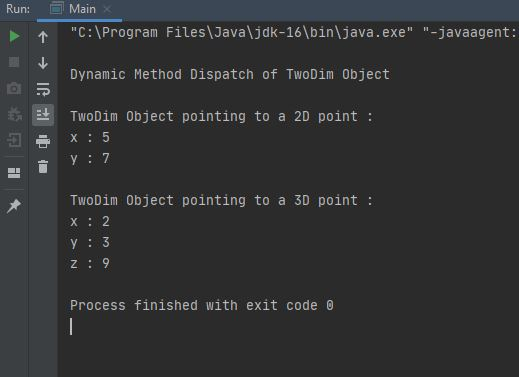 Run: Main ×
"C:\Program Files\Java\jdk-16\bin\java.exe" "-javaagent:
Dynamic Method Dispatch of TwoDim Object
TwoDim Object pointing to a 2D point :
x : 5
y : 7
TwoDim Object pointing to a 3D point :
x : 2
y : 3
z : 9
Process finished with exit code 0